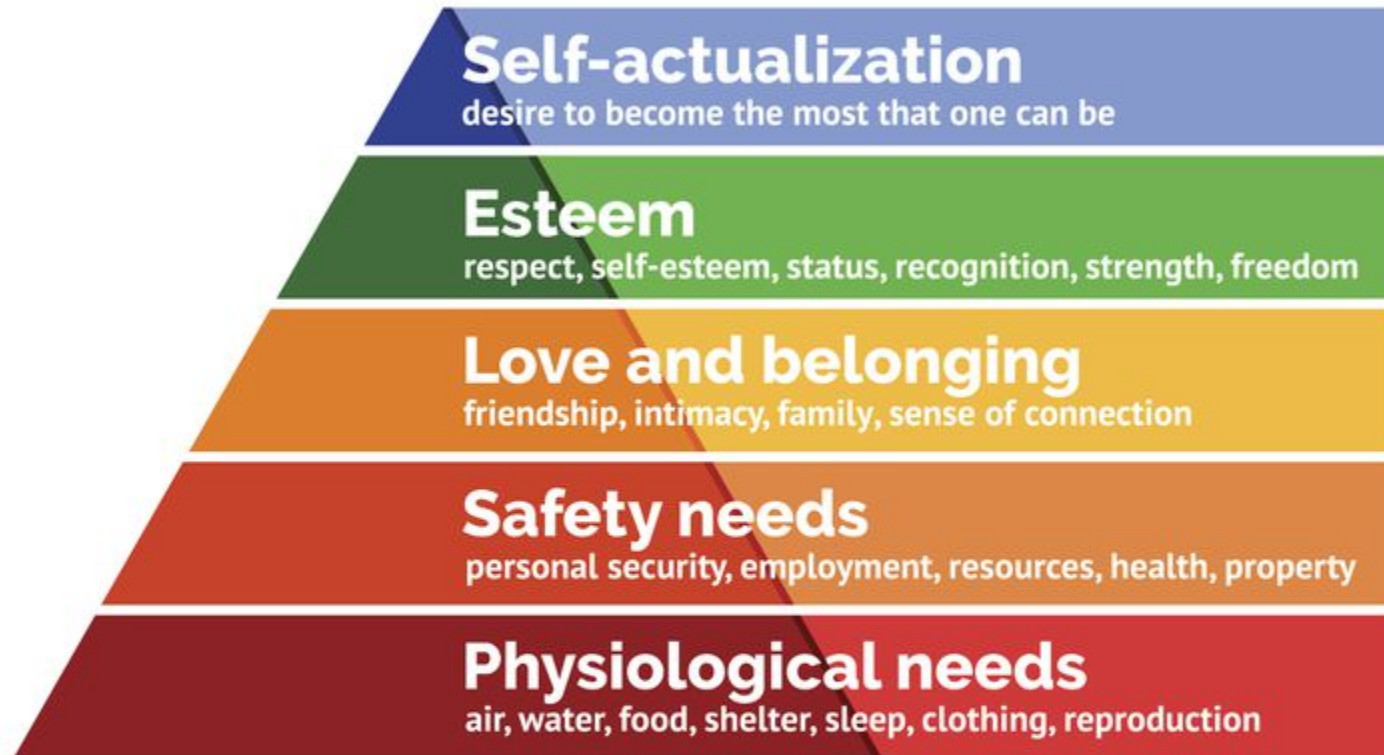 Self-actualization
desire to become the most that one can be
Esteem
respect, self-esteem, status, recognition, strength, freedom
Love and belonging
friendship, intimacy, family, sense of connection
Safety needs
personal security, employment, resources, health, property
Physiological needs
air, water, food, shelter, sleep, clothing, reproduction